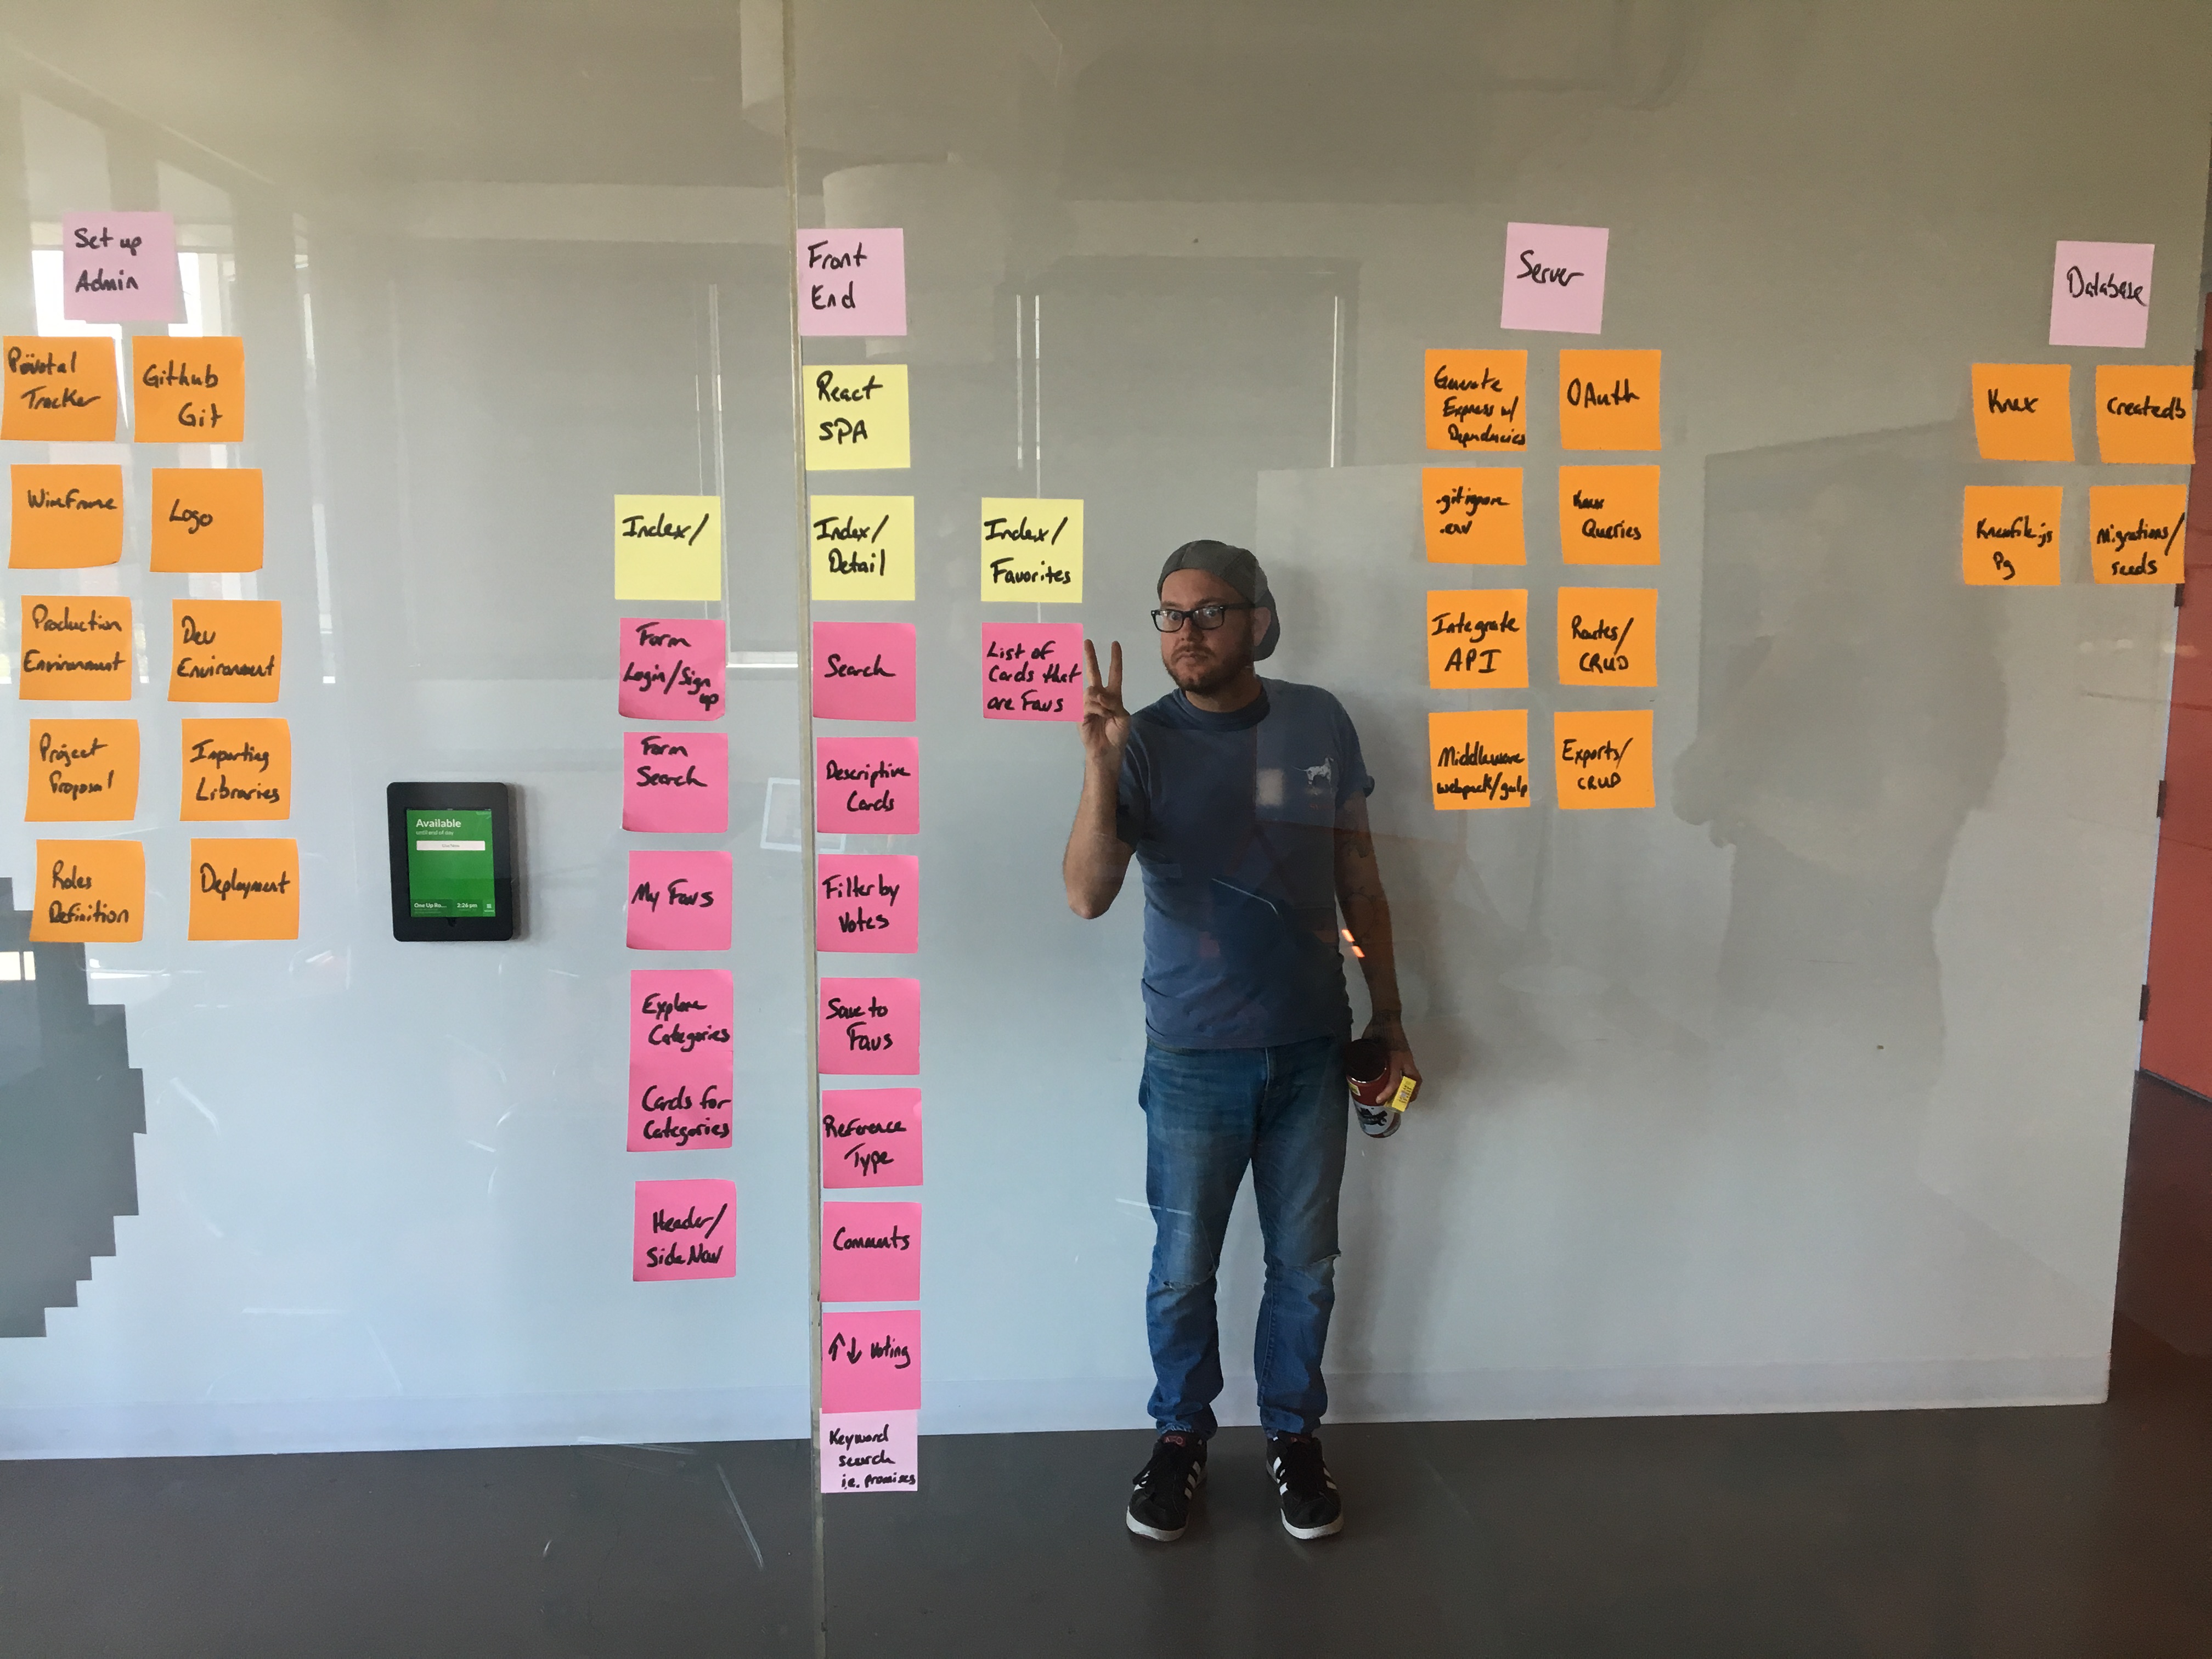 Set up
Admin
Pivotal
Tracker
Github
Git
WireFrame
Logo
Production
Environment
Dev
Environment
Project
Proposal
Importing
Libraries
Roles
Definition
Deployment
Available
until end of day
One Up Ro...
2:26 pm
Front
End
React
SPA
Index/
Form
Login/Sign
up
Form
Search
My Favs
Explore
Categories
Cards for
Categories
Header/
Side Nav
Index/
Detail
Search
Descriptive
Cards
Filter by
Votes
Save to
Favs
Reference
Type
Comments
↑↓ Voting
Keyword
search
i.e. promises
Index/
Favorites
List of
Cards that
are Favs
Server
Generate
Express w/
Dependencies
OAuth
.gitignore
.env
Knex
Queries
Integrate
API
Routes/
CRUD
Middleware
webpack/gulp
Exports/
CRUD
Database
Knex
Createdb
Knexfile.js
Pg
Migrations/
seeds